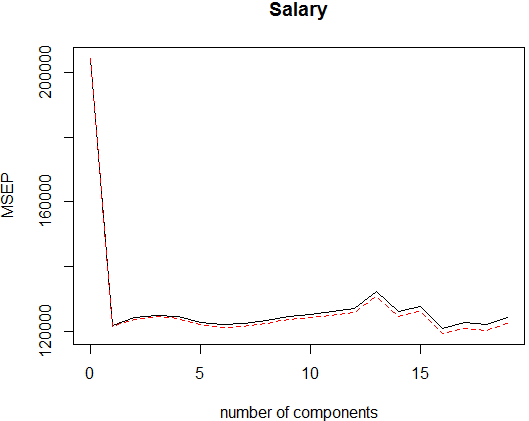 Salary
MSEP
200000
160000
120000
0 5 10 15
number of components